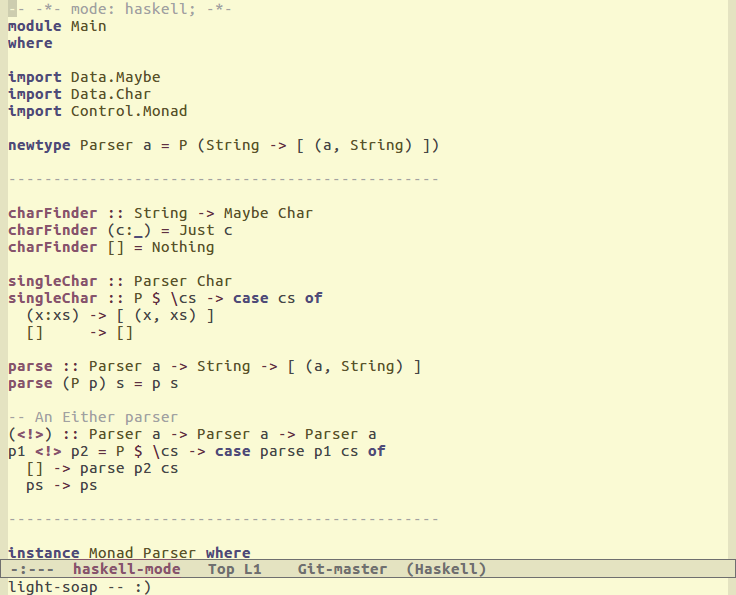 -- -*- mode: haskell; -*-
module Main
where

import Data.Maybe
import Data.Char
import Control.Monad

newtype Parser a = P (String -> [ (a, String) ])

------------------------------------------------

charFinder :: String -> Maybe Char
charFinder (c:_) = Just c
charFinder [] = Nothing

singleChar :: Parser Char
singleChar :: P $ \cs -> case cs of
  (x:xs) -> [ (x, xs) ]
  []     -> []

parse :: Parser a -> String -> [ (a, String) ]
parse (P p) s = p s

-- An Either parser
(<!>) :: Parser a -> Parser a -> Parser a
p1 <!> p2 = P $ \cs -> case parse p1 cs of
  [] -> parse p2 cs
  ps -> ps

------------------------------------------------

instance Monad Parser where
-:---  haskell-mode   Top L1    Git-master  (Haskell)
light-soap -- :)